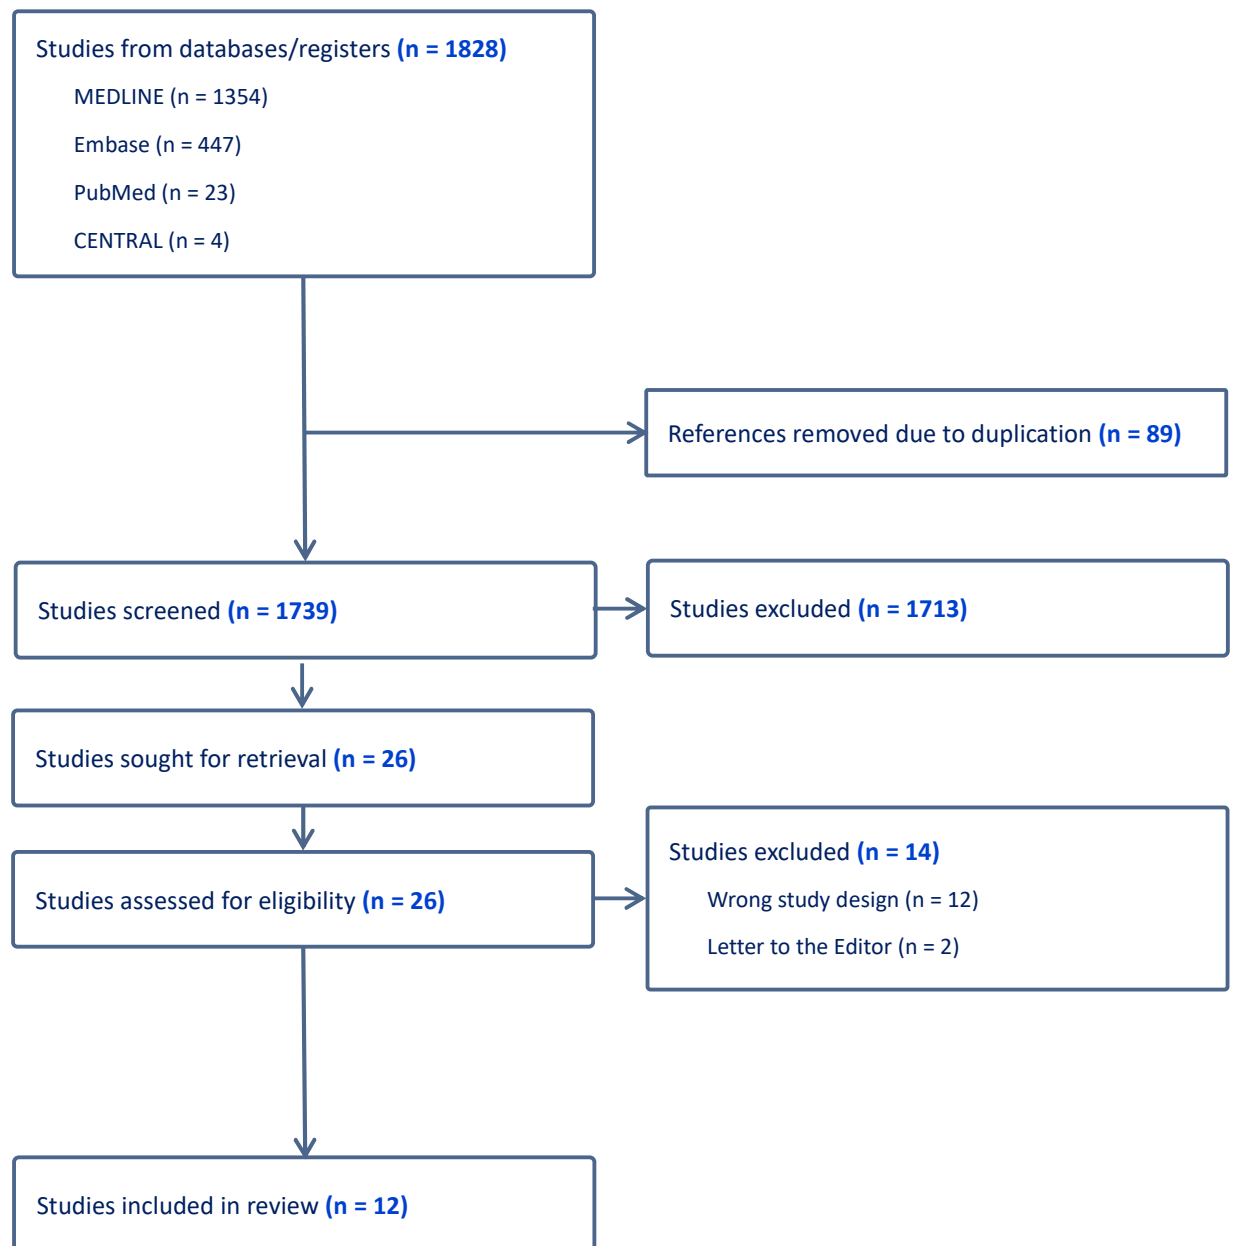 Studies from databases/registers (n = 1828)
MEDLINE (n = 1354)
Embase (n = 447)
PubMed (n = 23)
CENTRAL (n = 4)
References removed due to duplication (n = 89)
Studies screened (n = 1739)
Studies excluded (n = 1713)
Studies sought for retrieval (n = 26)
Studies assessed for eligibility (n = 26)
Studies excluded (n = 14)
Wrong study design (n = 12)
Letter to the Editor (n = 2)
Studies included in review (n = 12)